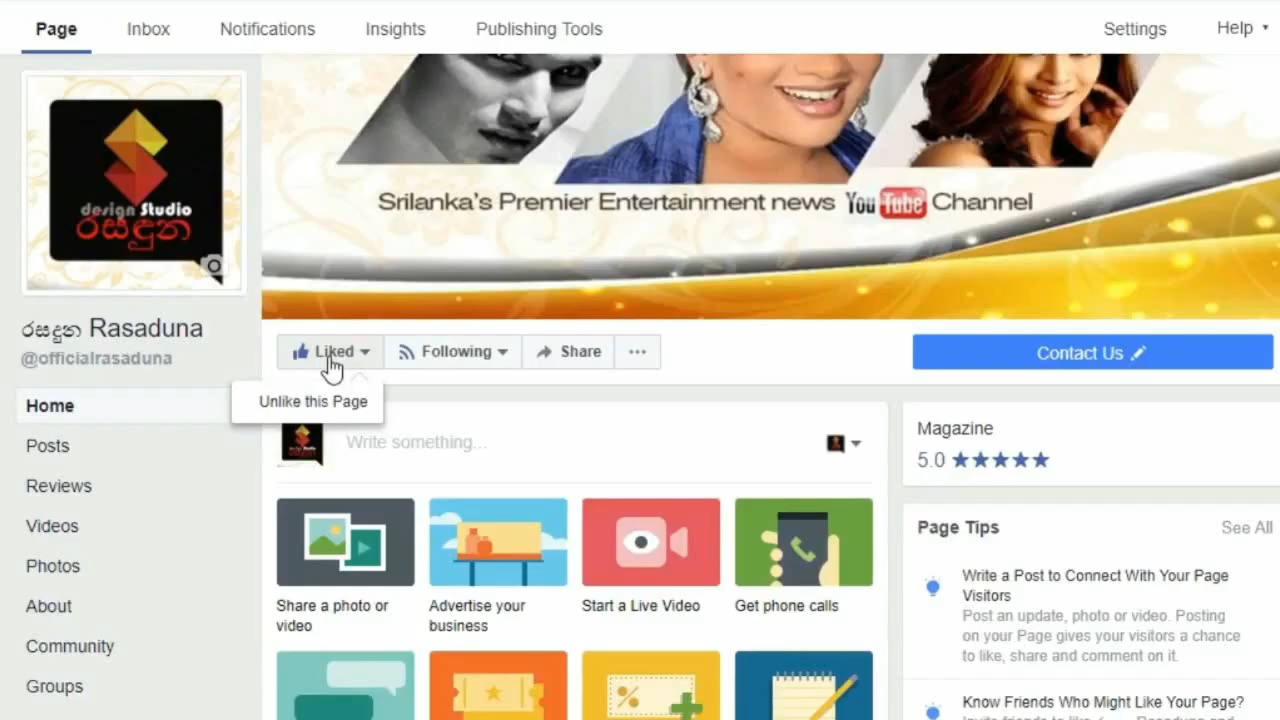 Page Inbox Notifications Insights Publishing Tools Settings Help
design Studio
රසදුන
Srilanka's Premier Entertainment news YouTube Channel
රසදුන Rasaduna
@officialrasaduna
Liked Following Share ... Contact Us
Unlike this Page
Home
Posts
Reviews
Videos
Photos
About
Community
Groups
Write something...
Share a photo or
video
Advertise your
business
Start a Live Video
Get phone calls
Magazine
5.0
Page Tips See All
Write a Post to Connect With Your Page
Visitors
Post an update, photo or video. Posting
on your Page gives your visitors a chance
to like, share and comment on it.
Know Friends Who Might Like Your Page?